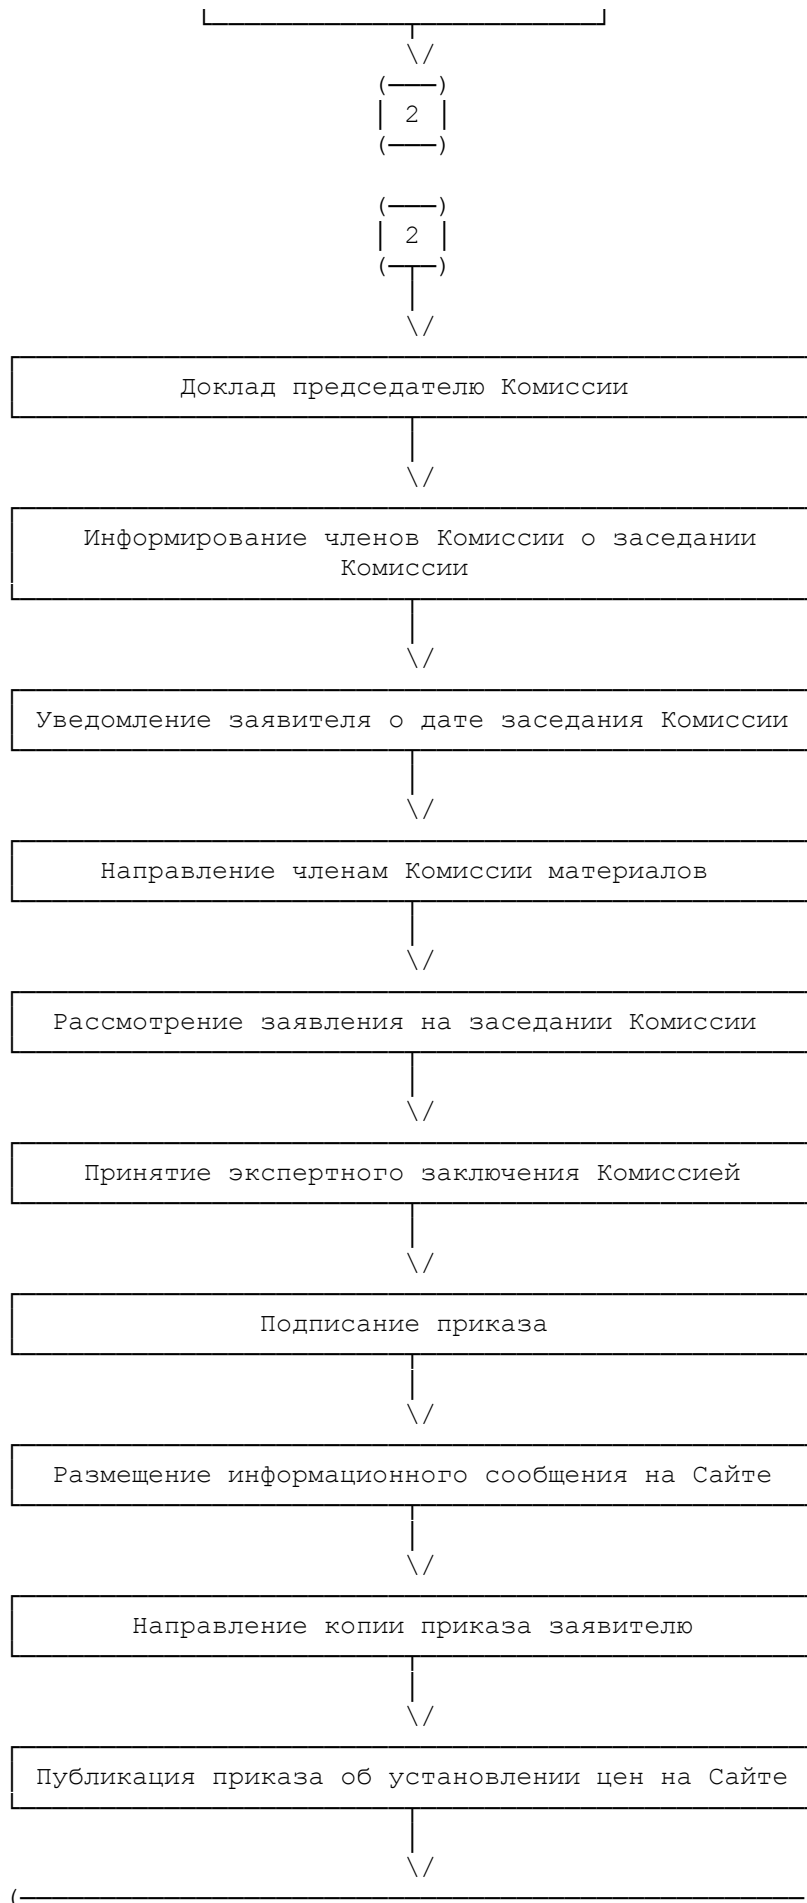 2
2
Доклад председателю Комиссии
Информирование членов Комиссии о заседании
Комиссии
Уведомление заявителя о дате заседания Комиссии
Направление членам Комиссии материалов
Рассмотрение заявления на заседании Комиссии
Принятие экспертного заключения Комиссией
Подписание приказа
Размещение информационного сообщения на Сайте
Направление копии приказа заявителю
Публикация приказа об установлении цен на Сайте